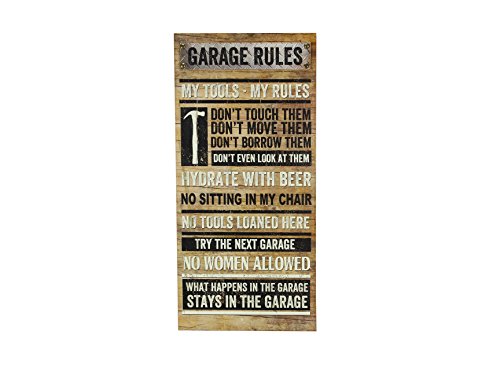 GARAGE RULES
MY TOOLS - MY RULES
DON'T TOUCH THEM
DON'T MOVE THEM
DON'T BORROW THEM
DON'T EVEN LOOK AT THEM
HYDRATE WITH BEER
NO SITTING IN MY CHAIR
NO TOOLS LOANED HERE
TRY THE NEXT GARAGE
NO WOMEN ALLOWED
WHAT HAPPENS IN THE GARAGE
STAYS IN THE GARAGE